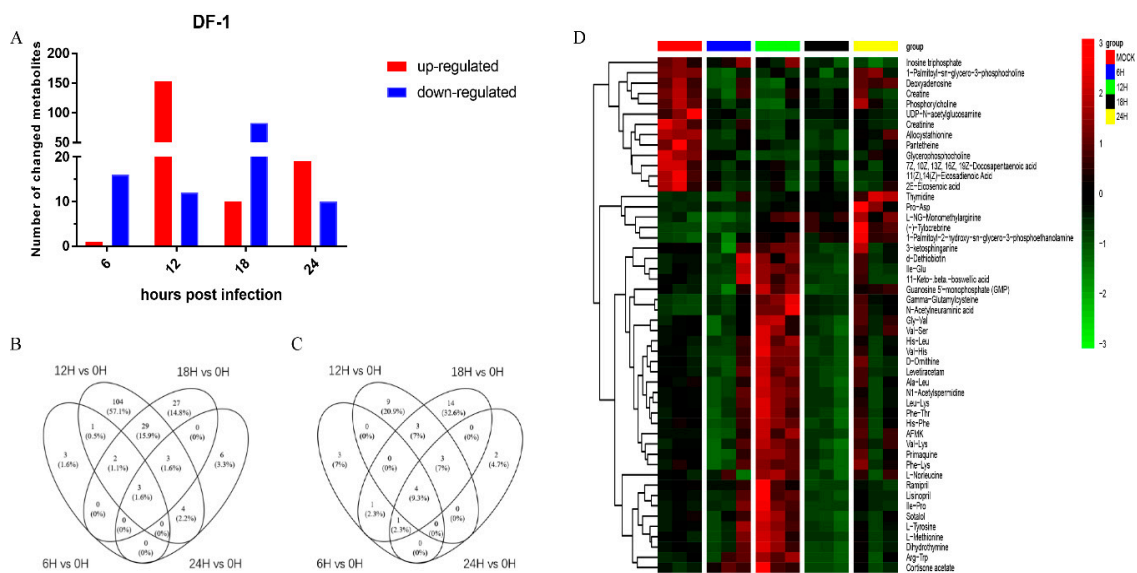 DF-1
A
Number of changed metabolites
200
150
100
50
20
10
0
6
12
18
24
hours post infection
up-regulated
down-regulated
B
12H vs 0H
18H vs 0H
104
(57.1%)
27
(14.8%)
1
(0.5%)
29
(15.9%)
0
(0%)
3
(1.6%)
2
(1.1%)
3
(1.6%)
6
(3.3%)
3
(1.6%)
0
(0%)
4
(2.2%)
0
(0%)
0
(0%)
0
(0%)
6H vs 0H
24H vs 0H
C
12H vs 0H
18H vs 0H
9
(20.9%)
14
(32.6%)
0
(0%)
3
(7%)
0
(0%)
3
(7%)
0
(0%)
3
(7%)
2
(4.7%)
4
(9.3%)
1
(2.3%)
0
(0%)
1
(2.3%)
0
(0%)
0
(0%)
6H vs 0H
24H vs 0H
D
group
Inosine triphosphate
1-Palmitoyl-sn-glycero-3-phosphocholine
Deoxyadenosine
Creatine
Phosphorylcholine
UDP-N-acetylglucosamine
Creatinine
Allocystathionine
Pantetheine
Glycerophosphocholine
7Z, 10Z, 13Z, 16Z, 19Z-Docosapentaenoic acid
11(Z),14(Z)-Eicosadienoic Acid
2E-Eicosenoic acid
Thymidine
Pro-Asp
L-NG-Monomethylarginine
(-)-Tylocrebrine
1-Palmitoyl-2-hydroxy-sn-glycero-3-phosphoethanolamine
3-ketosphinganine
d-Dethiobiotin
Ile-Glu
11-Keto-.beta.-boswellic acid
Guanosine 5'-monophosphate (GMP)
Gamma-Glutamylcysteine
N-Acetylneuraminic acid
Gly-Val
Val-Ser
His-Leu
Val-His
D-Ornithine
Levetiracetam
Ala-Leu
N1-Acetylspermidine
Leu-Lys
Phe-Thr
His-Phe
AFMK
Val-Lys
Primaquine
Phe-Lys
L-Norleucine
Ramipril
Lisinopril
Ile-Pro
Sotalol
L-Tyrosine
L-Methionine
Dihydrothymine
Arg-Trp
Cortisone acetate
3
2
1
0
-1
-2
-3
group
MOCK
6H
12H
18H
24H